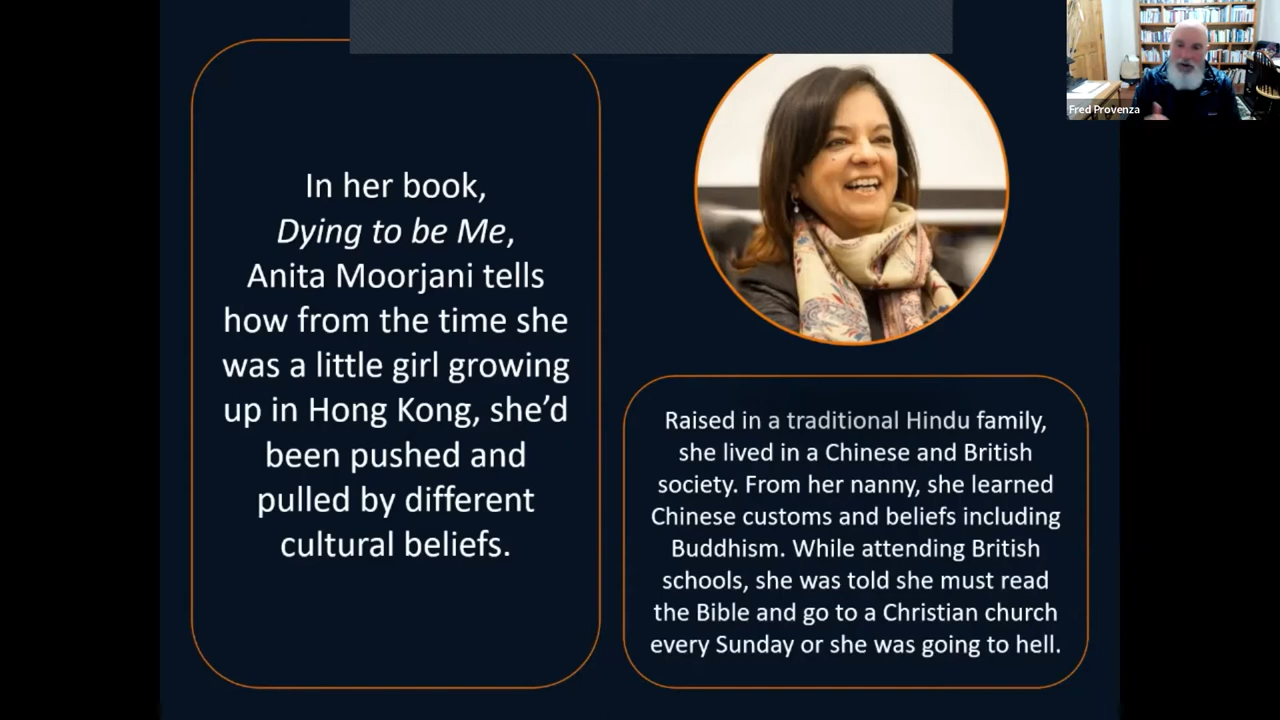 In her book,
Dying to be Me,
Anita Moorjani tells
how from the time she
was a little girl growing
up in Hong Kong, she’d
been pushed and
pulled by different
cultural beliefs.
Raised in a traditional Hindu family,
she lived in a Chinese and British
society. From her nanny, she learned
Chinese customs and beliefs including
Buddhism. While attending British
schools, she was told she must read
the Bible and go to a Christian church
every Sunday or she was going to hell.
Fred Provenza